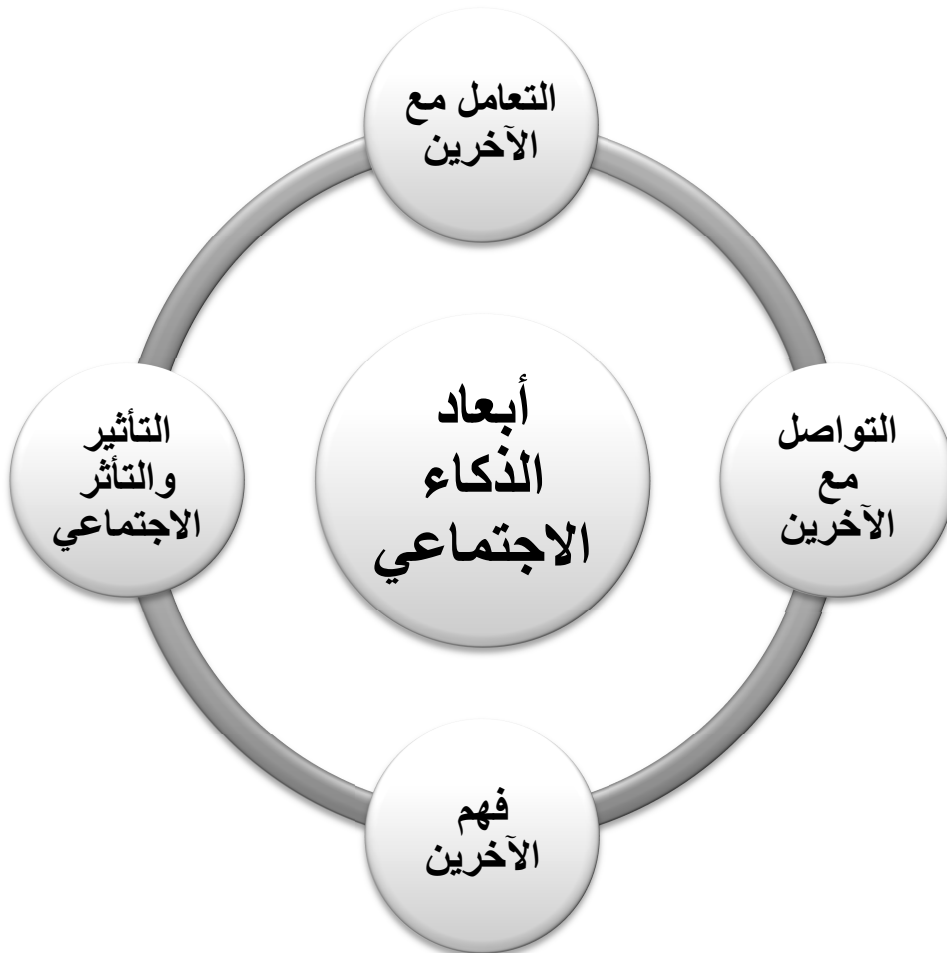 التعامل مع
الآخرين
أبعاد
الذكاء
الاجتماعي
التواصل
مع
الآخرين
فهم
الآخرين
التأثير
والتأثر
الاجتماعي